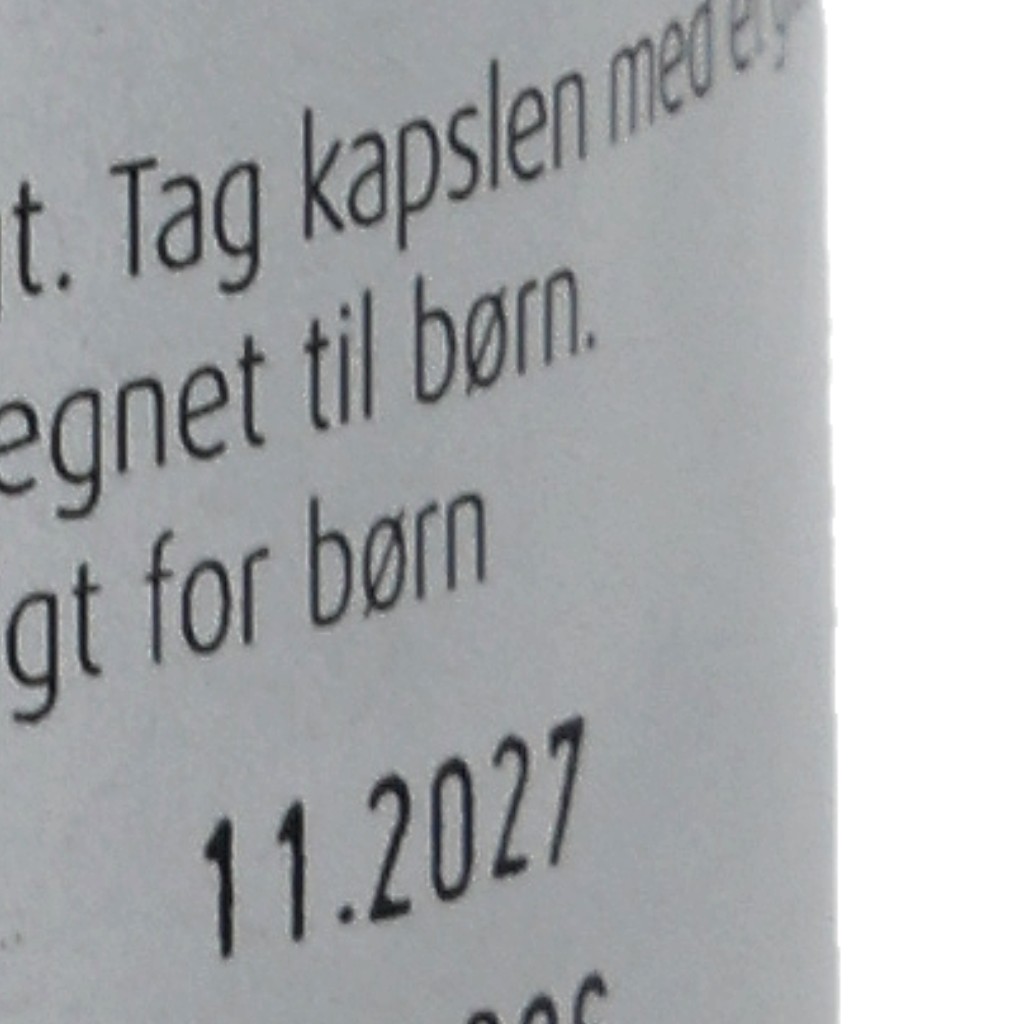 t. Tag kapslen med
egnet til børn.
gt for børn
11.2027